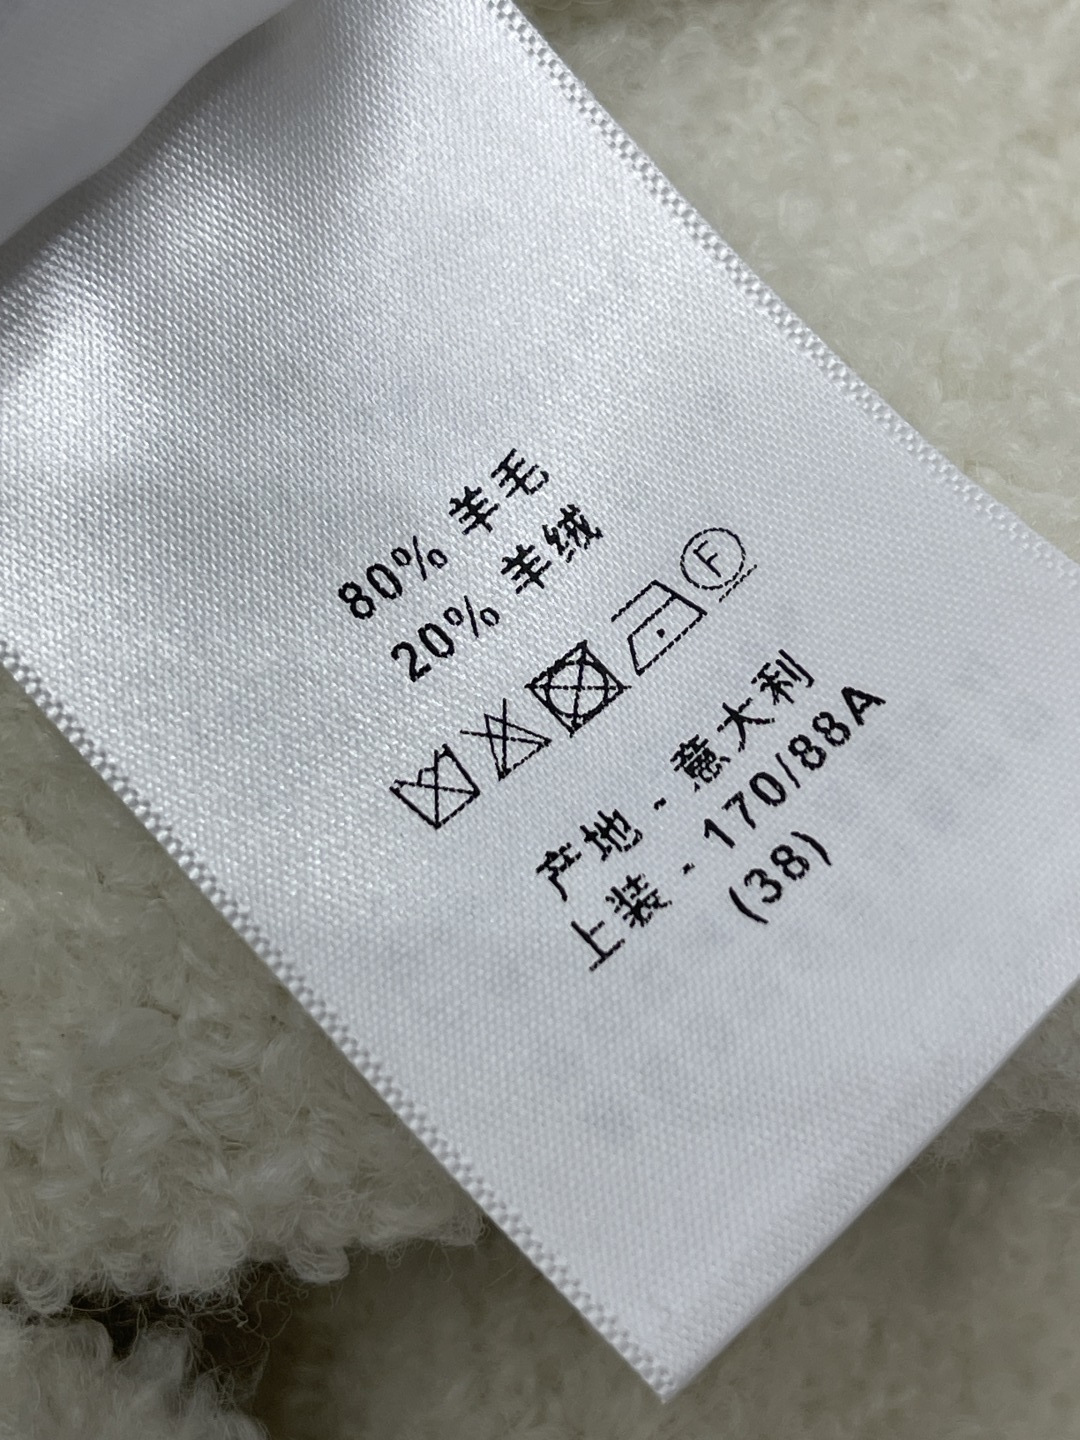 80% 羊毛
20% 羊绒
F
产地 - 意大利
上装 - 170/88A
(38)